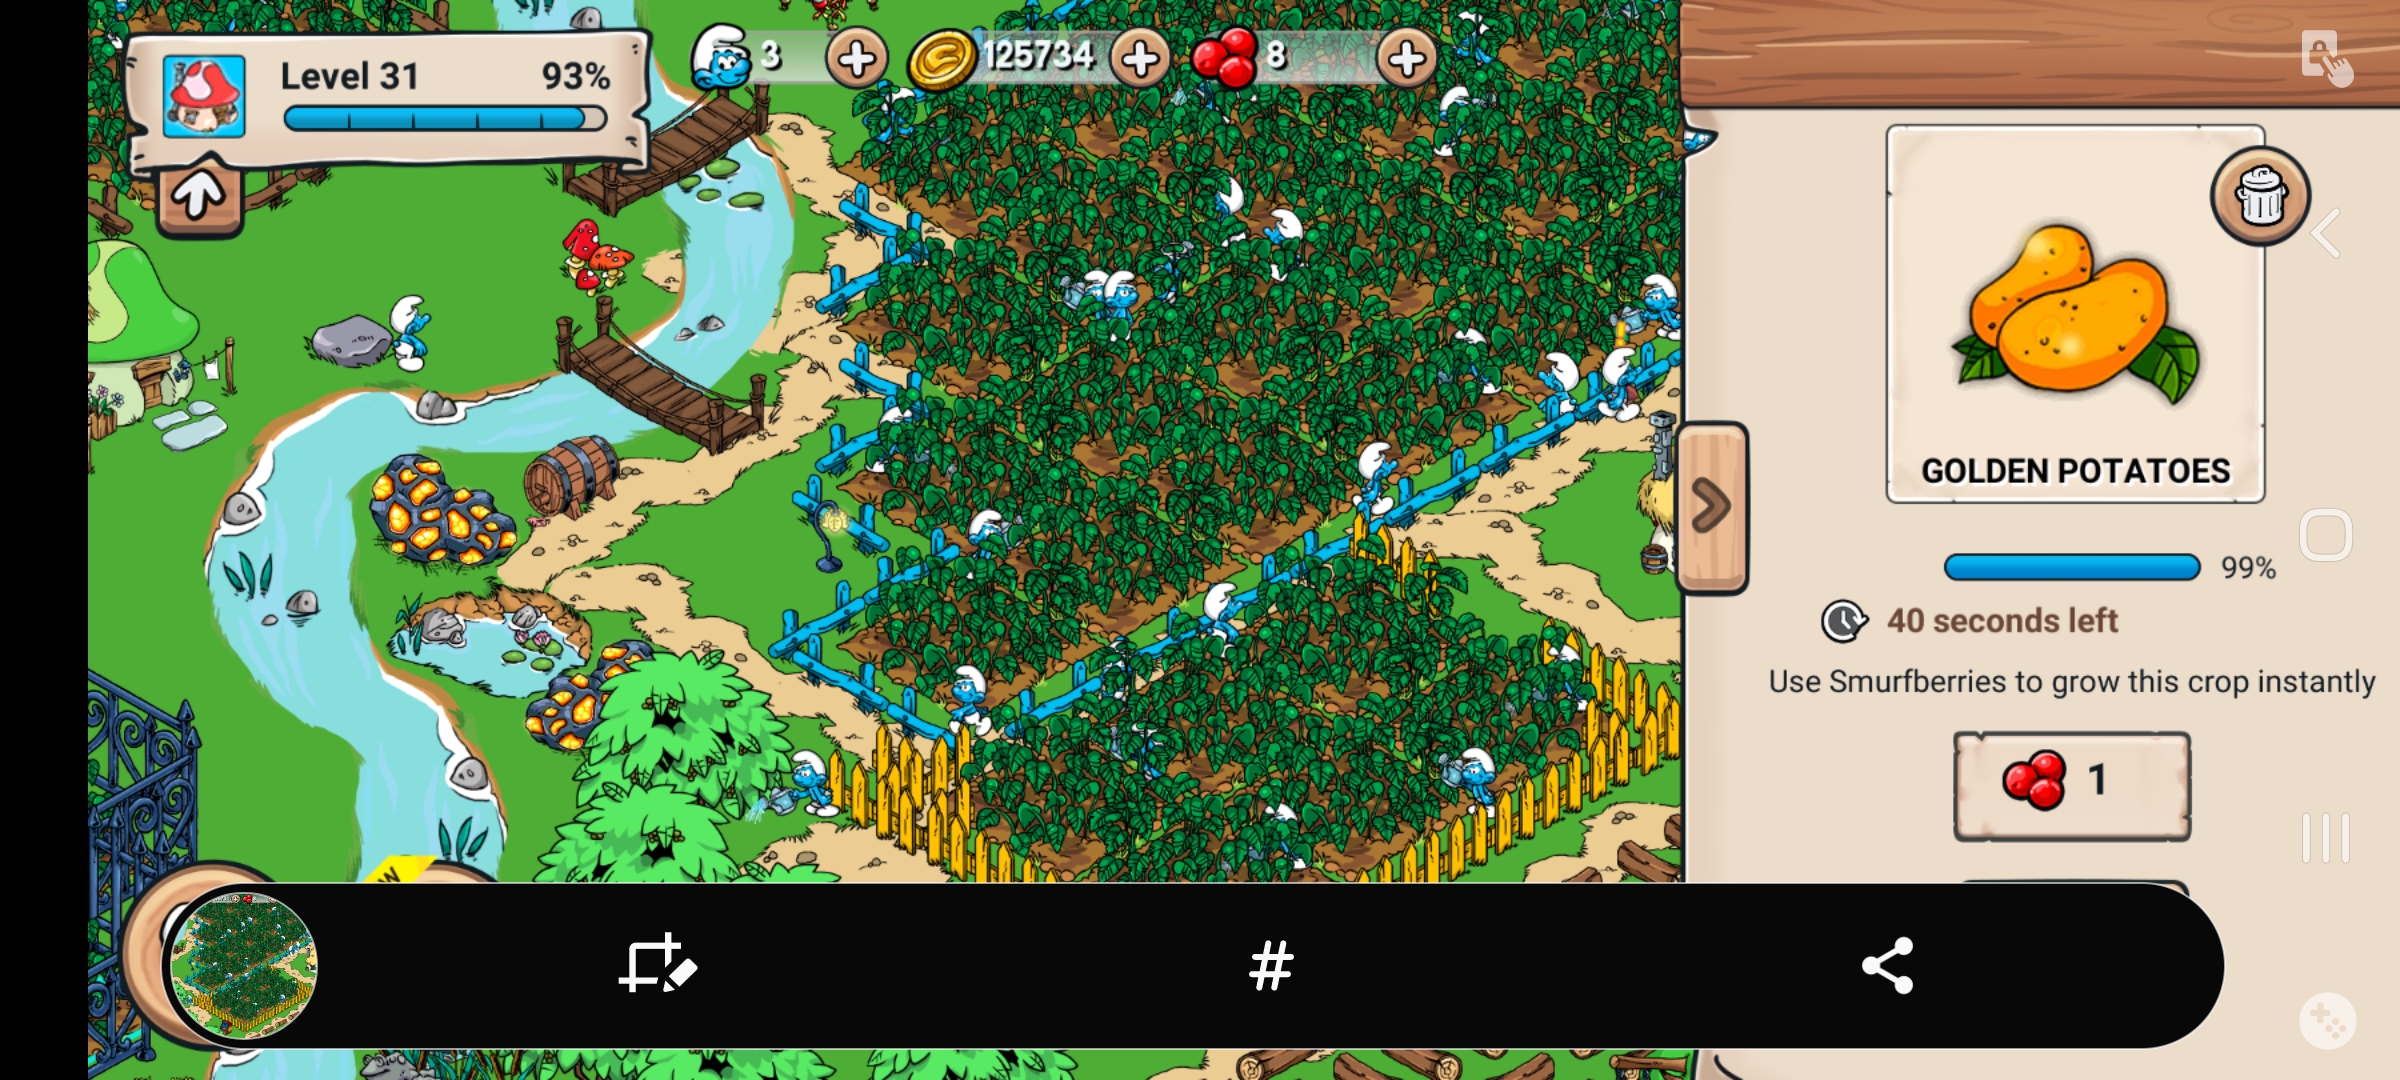 Level 31 93%
3
125734
8
GOLDEN POTATOES
99%
40 seconds left
Use Smurfberries to grow this crop instantly
1
W
#